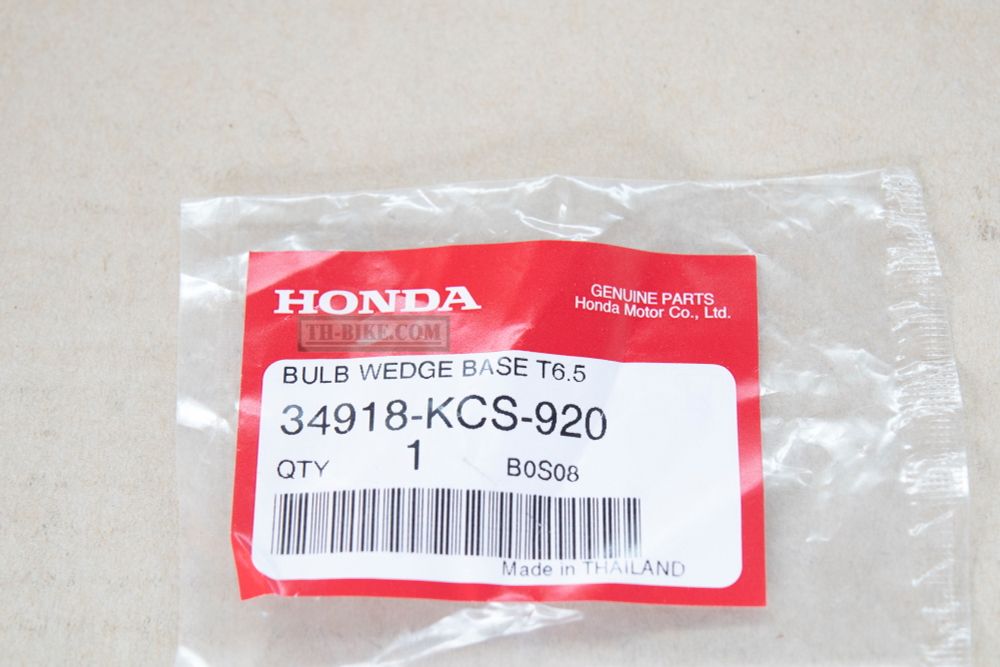 HONDA
GENUINE PARTS
Honda Motor Co., Ltd.
TH-BIKE.COM
BULB WEDGE BASE T6.5
34918-KCS-920
QTY 1 B0S08
Made in THAILAND